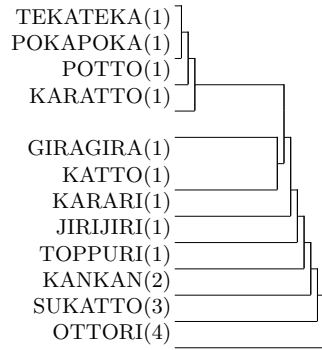 TEKATEKA(1)
POKAPOKA(1)
POTTO(1)
KARATTO(1)
GIRAGIRA(1)
KATTO(1)
KARARI(1)
JIRIJIRI(1)
TOPPURI(1)
KANKAN(2)
SUKATTO(3)
OTTORI(4)